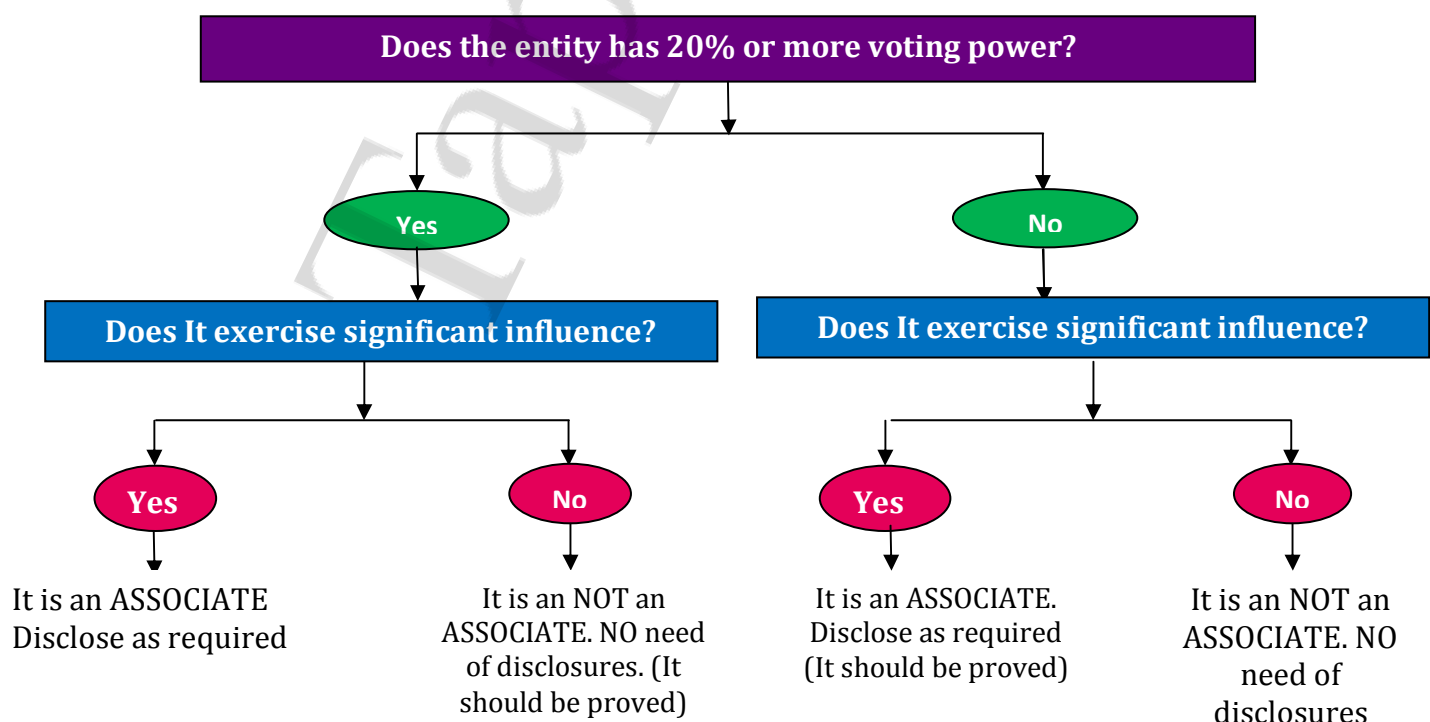 Does the entity has 20% or more voting power?
Yes
No
Does It exercise significant influence?
Does It exercise significant influence?
Yes
No
Yes
No
It is an ASSOCIATE
Disclose as required
It is an NOT an
ASSOCIATE. NO need
of disclosures. (It
should be proved)
It is an ASSOCIATE.
Disclose as required
(It should be proved)
It is an NOT an
ASSOCIATE. NO
need of
disclosures
Tap